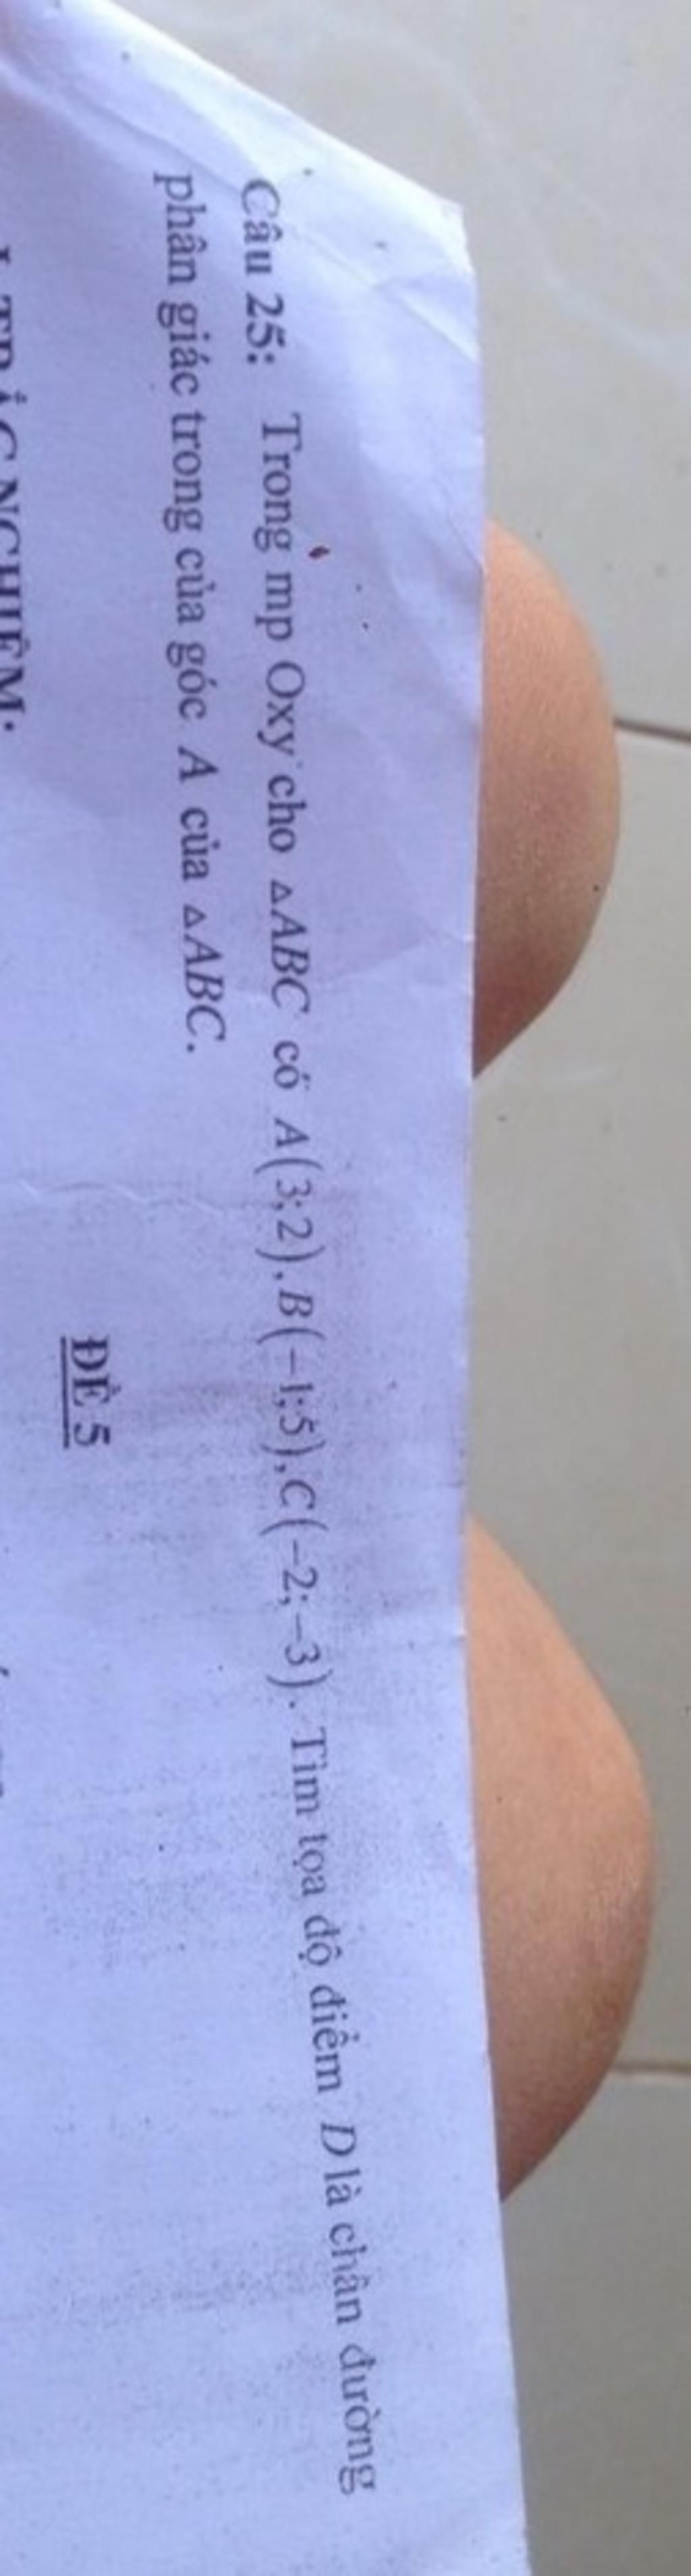 Câu 25: Trong mp Oxy cho △ABC có A(3;2),B(−1;5),C(−2;−3). Tìm tọa độ điểm D là chân đường
phân giác trong của góc A của △ABC.
ĐỀ 5
NGHIỆM: